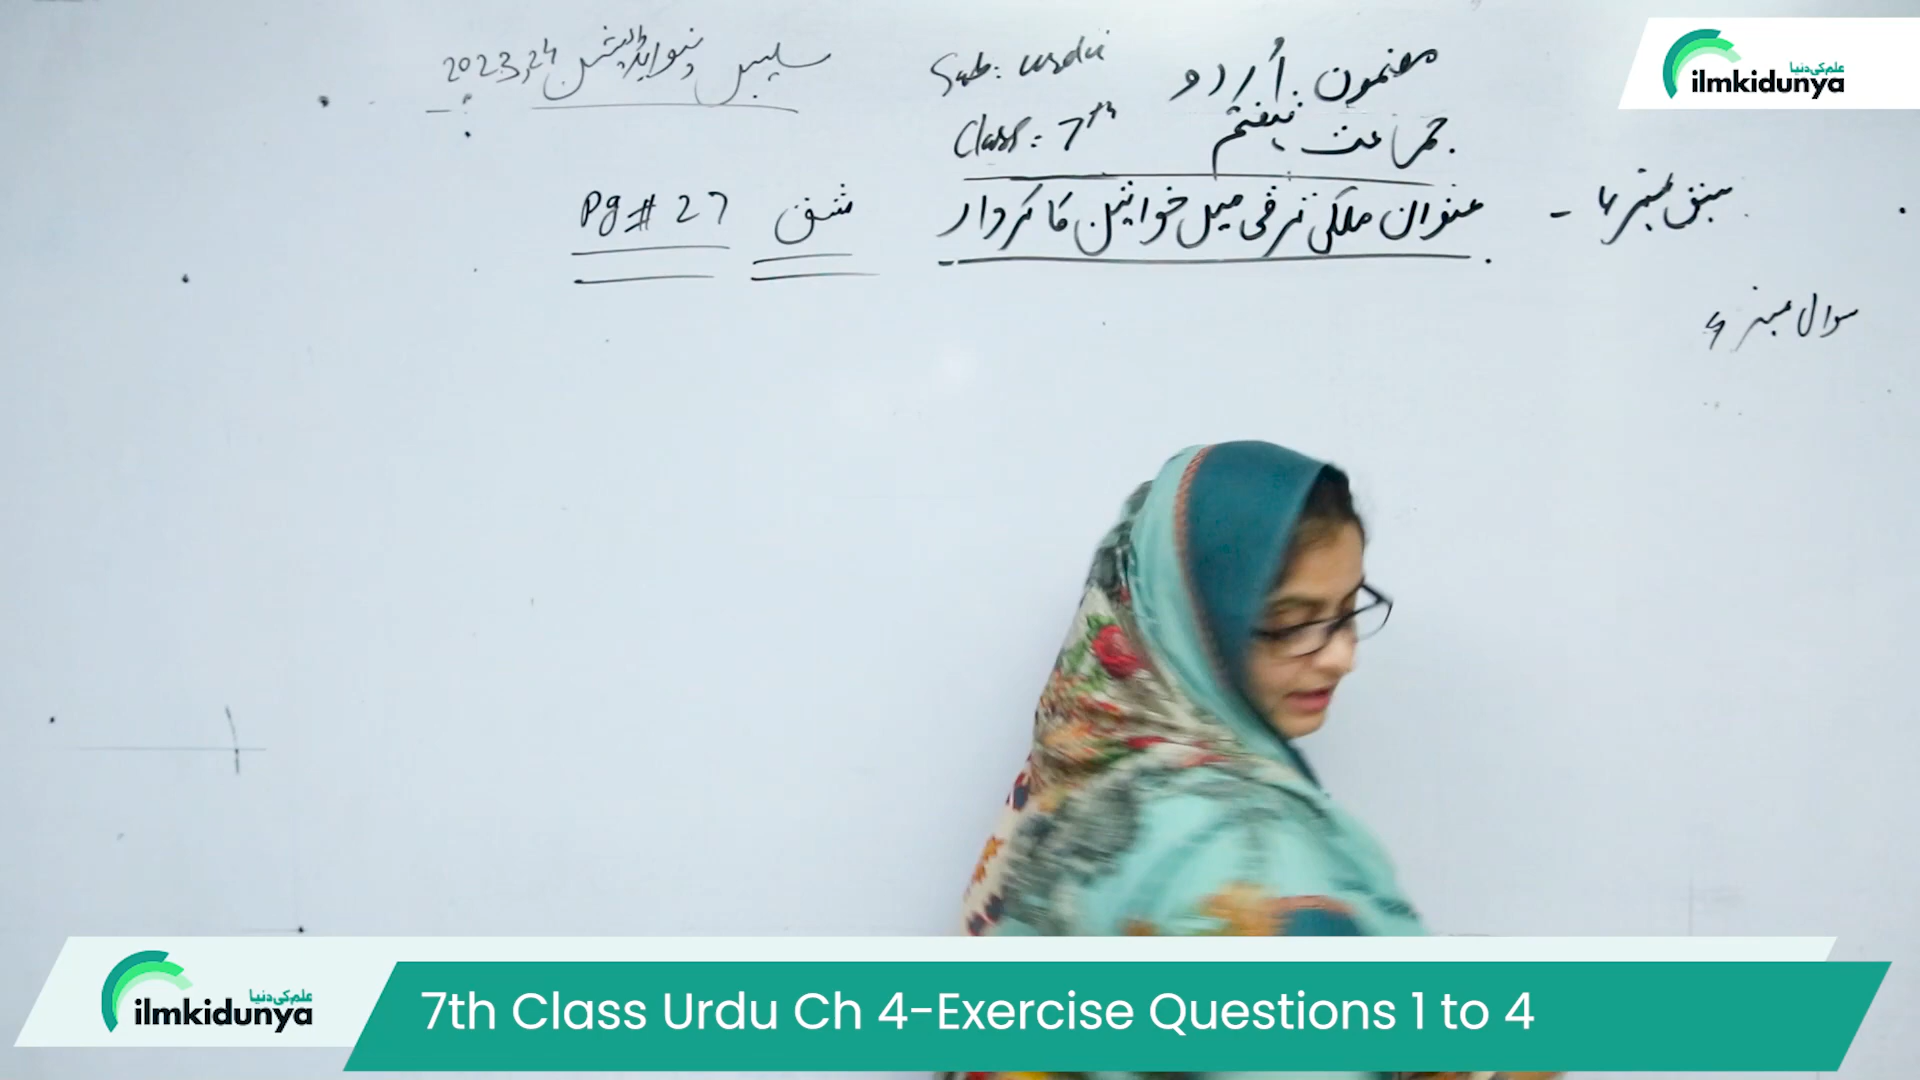 مضمون اُردو Sub: urdu سلیبس نیو ایڈیشن 2023,24
جماعت ہفتم Class: 7th
سبق نمبر ۴ - عنوان ملکی ترقی میں خواتین کا کردار مشق Pg# 27
سوال نمبر
علم کی دنیا
ilmkidunya
علم کی دنیا
ilmkidunya
7th Class Urdu Ch 4-Exercise Questions 1 to 4